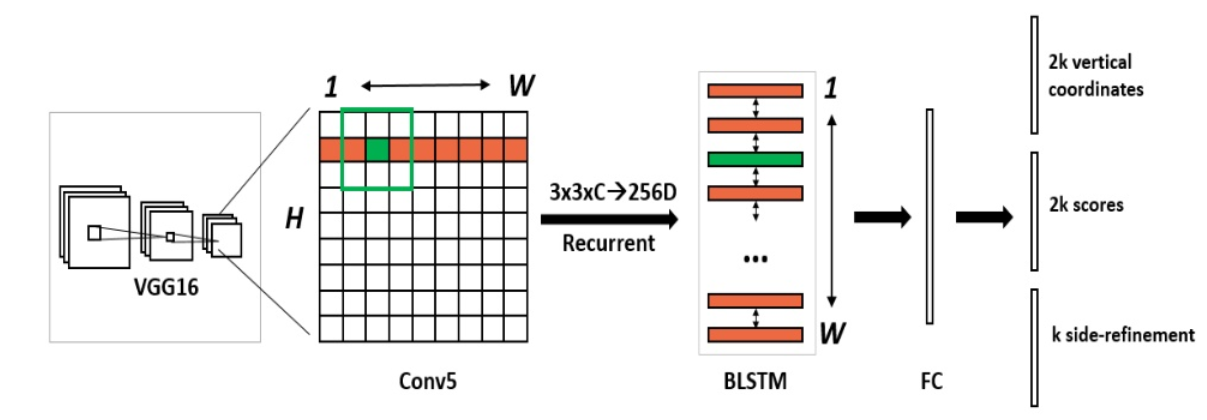 1
W
H
VGG16
Conv5
3x3xC→256D
Recurrent
1
...
W
BLSTM
FC
2k vertical
coordinates
2k scores
k side-refinement